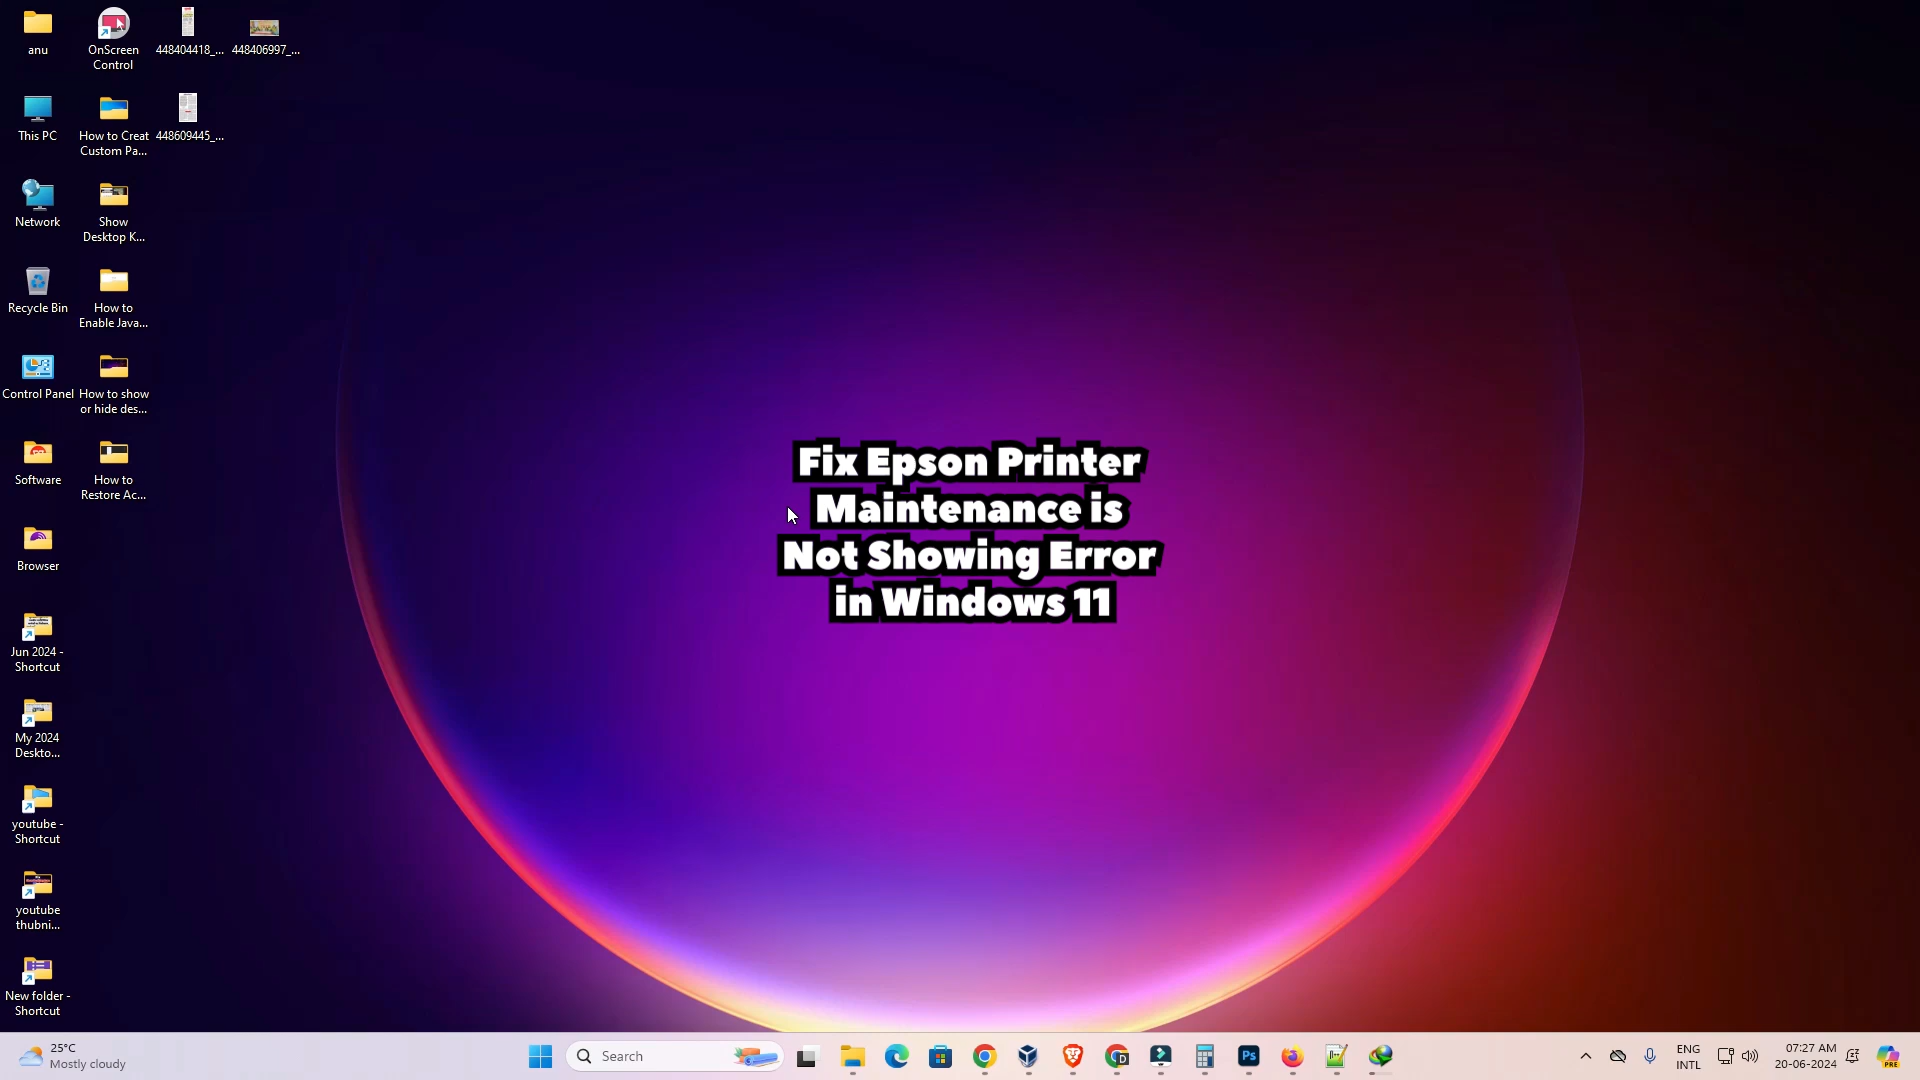 anu
OnScreen
Control
448404418_...
448406997_...
This PC
How to Creat
Custom Pa...
448609445_...
Network
Show
Desktop K...
Recycle Bin
How to
Enable Java...
Control Panel
How to show
or hide des...
Software
How to
Restore Ac...
Browser
Jun 2024 -
Shortcut
My 2024
Deskto...
youtube -
Shortcut
youtube
thubni...
New folder -
Shortcut
Fix Epson Printer
Maintenance is
Not Showing Error
in Windows 11
25°C
Mostly cloudy
Search
D
Ps
ENG
INTL
07:27 AM
20-06-2024
PRE